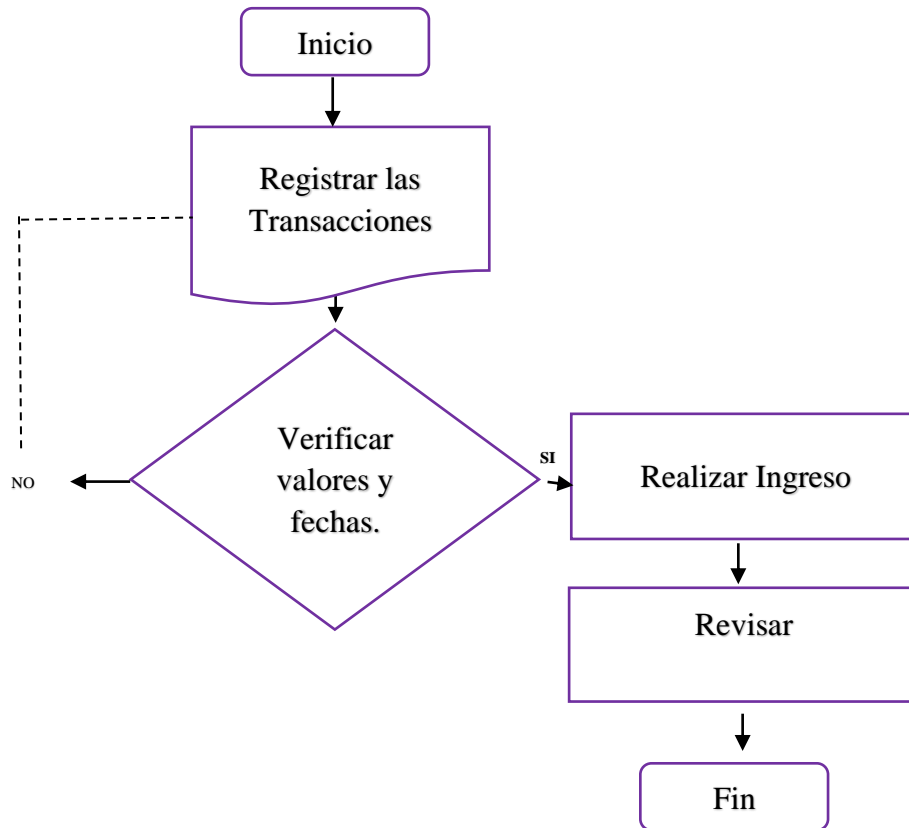 Inicio
Registrar las
Transacciones
Verificar
valores y
fechas.
NO
SI
Realizar Ingreso
Revisar
Fin